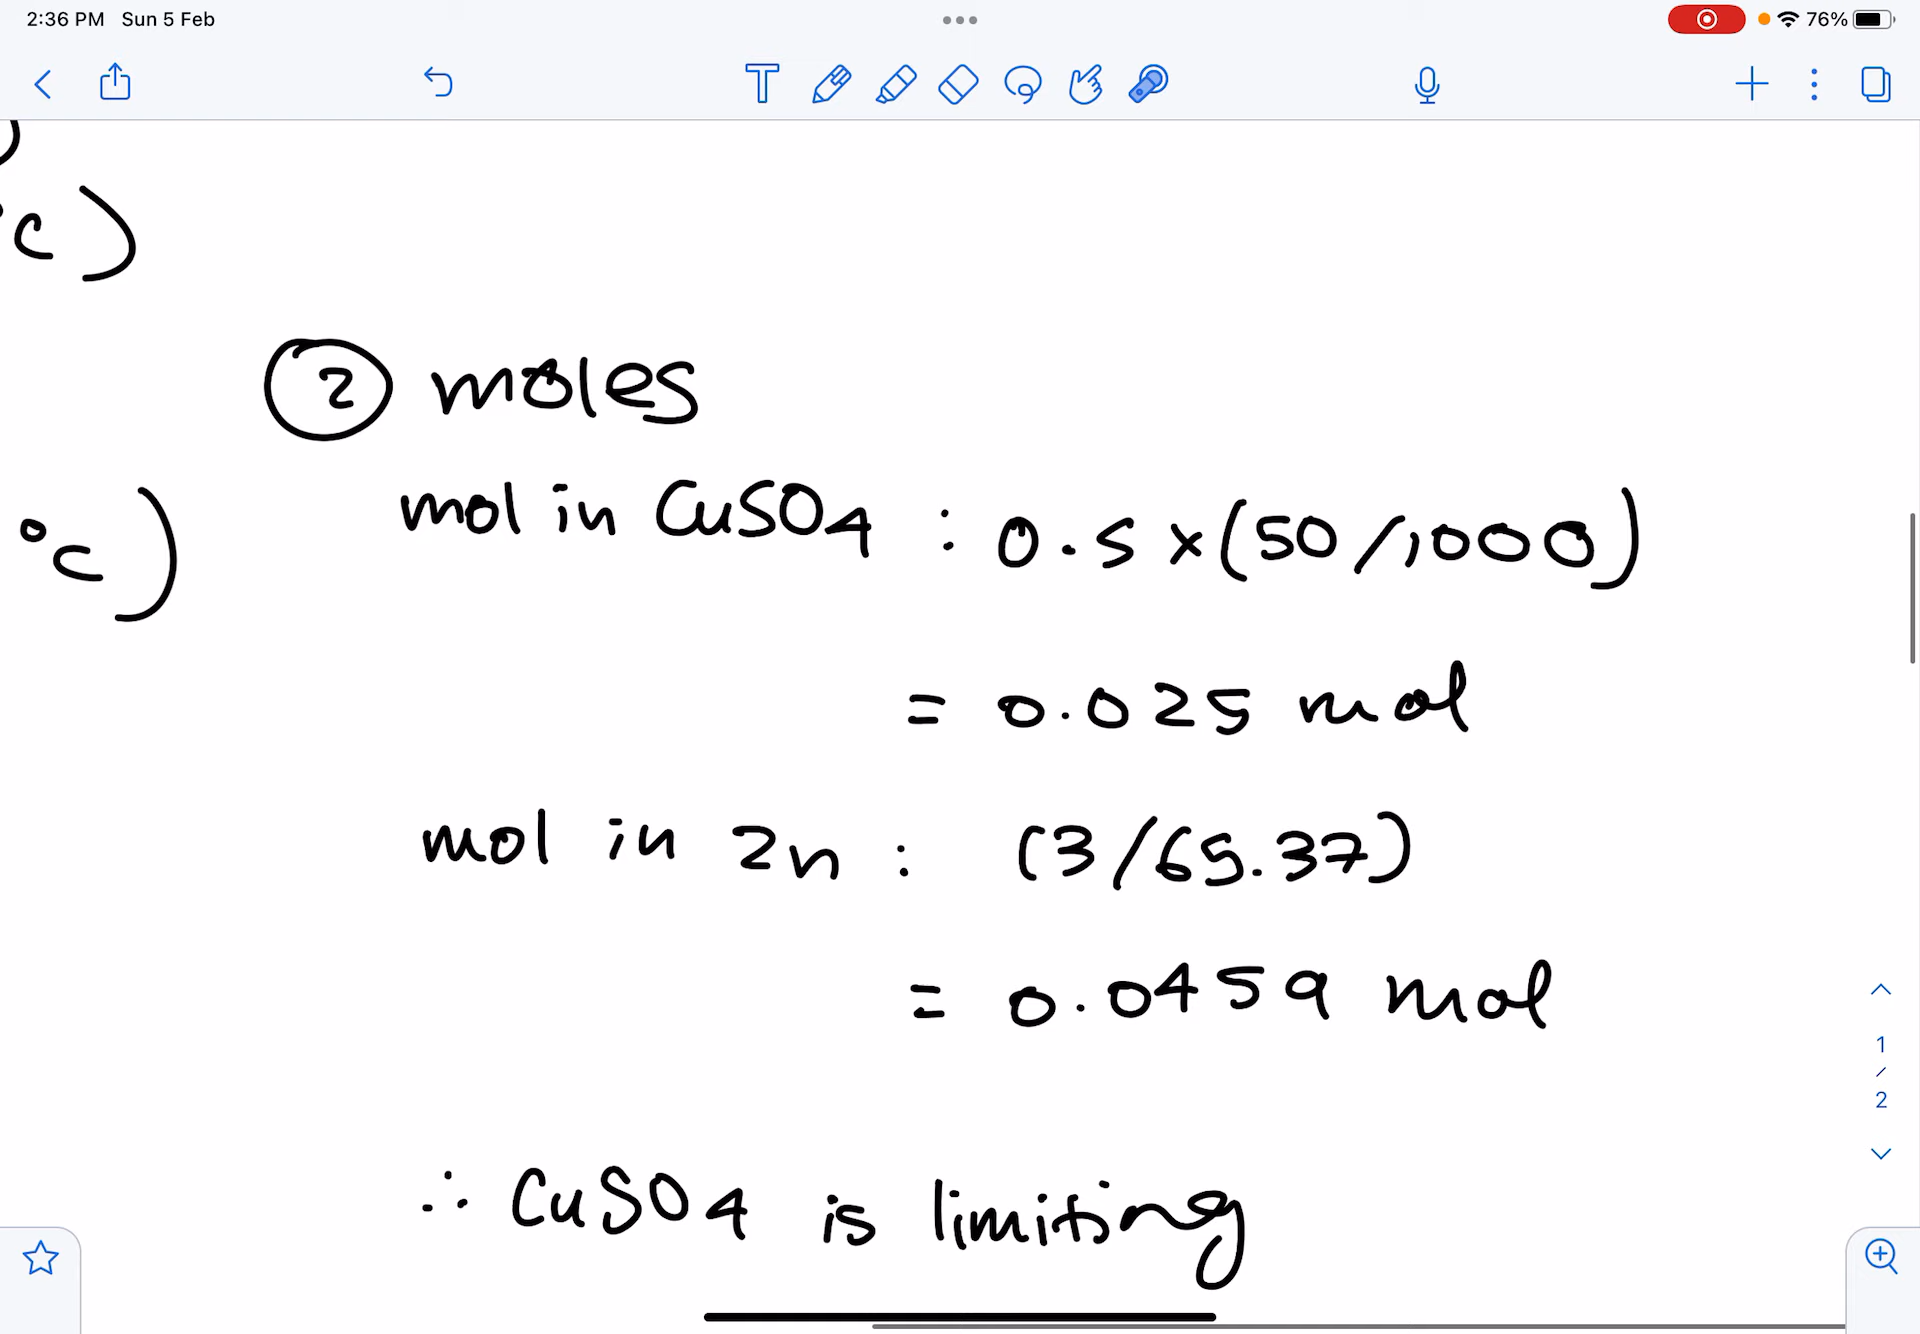 2:36 PM Sun 5 Feb
76%
T
c)
② moles
mol in CuSO4 : 0.5 x (50/1000)
°c)
= 0.025 mol
mol in Zn : (3/65.37)
= 0.0459 mol
1
/
2
∴ CuSO4 is limiting